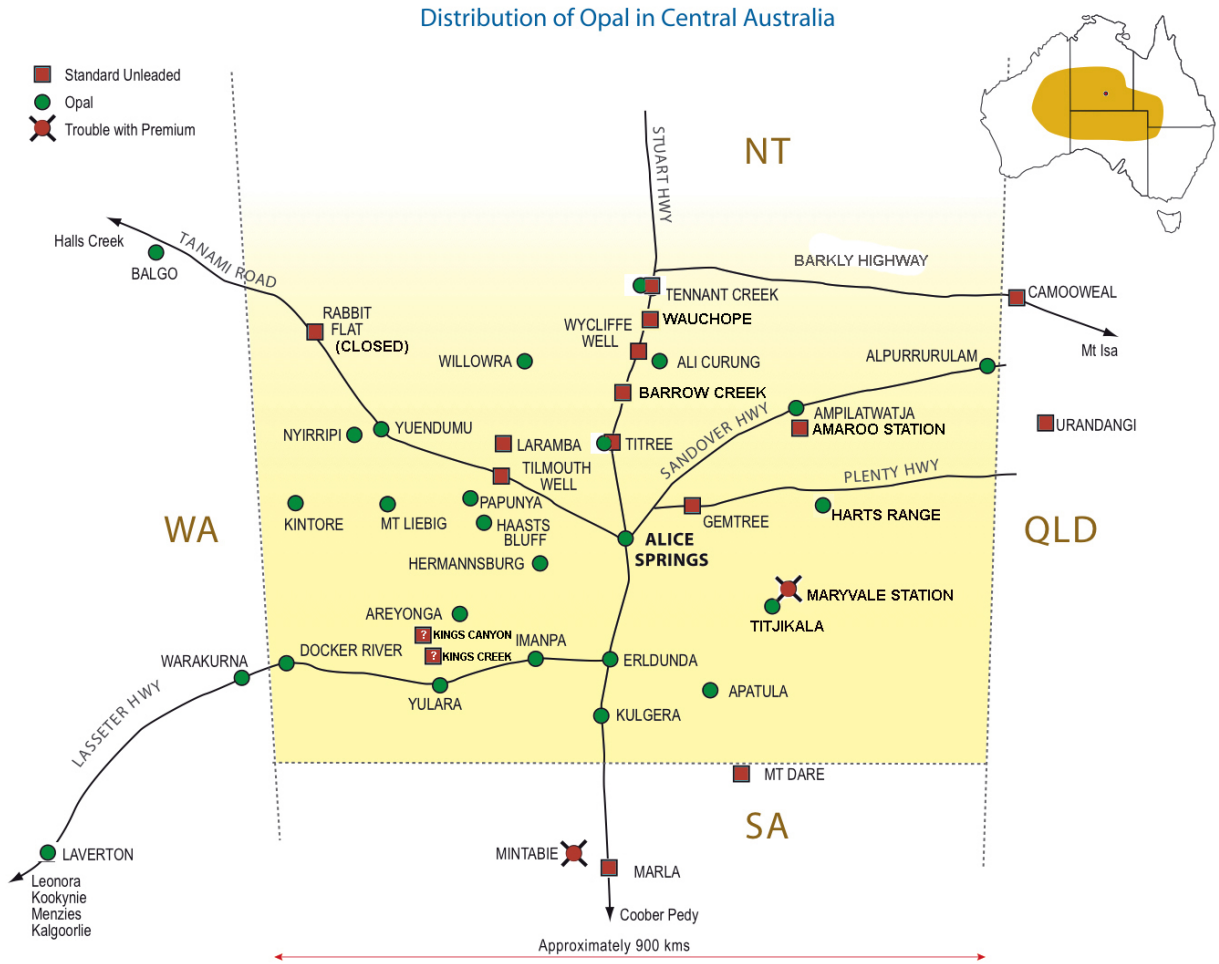 Distribution of Opal in Central Australia
Standard Unleaded
Opal
Trouble with Premium
NT
STUART HWY
Halls Creek
TANAMI ROAD
BALGO
BARKLY HIGHWAY
TENNANT CREEK
CAMOOWEAL
Mt Isa
RABBIT
FLAT
(CLOSED)
WAUCHOPE
WYCLIFFE
WELL
WILLOWRA
ALI CURUNG
ALPURRURULAM
BARROW CREEK
SANDOVER HWY
AMPILATWATJA
AMAROO STATION
URANDANGI
NYIRRIPI
YUENDUMU
LARAMBA
TITREE
TILMOUTH
WELL
PLENTY HWY
KINTORE
MT LIEBIG
PAPUNYA
HAASTS
BLUFF
GEMTREE
HARTS RANGE
WA
QLD
ALICE
SPRINGS
HERMANNSBURG
MARYVALE STATION
TITJIKALA
AREYONGA
? KINGS CANYON
? KINGS CREEK
DOCKER RIVER
IMANPA
WARAKURNA
ERLDUNDA
YULARA
APATULA
KULGERA
LASSETER HWY
MT DARE
SA
MINTABIE
MARLA
LAVERTON
Leonora
Kookynie
Menzies
Kalgoorlie
Coober Pedy
Approximately 900 kms